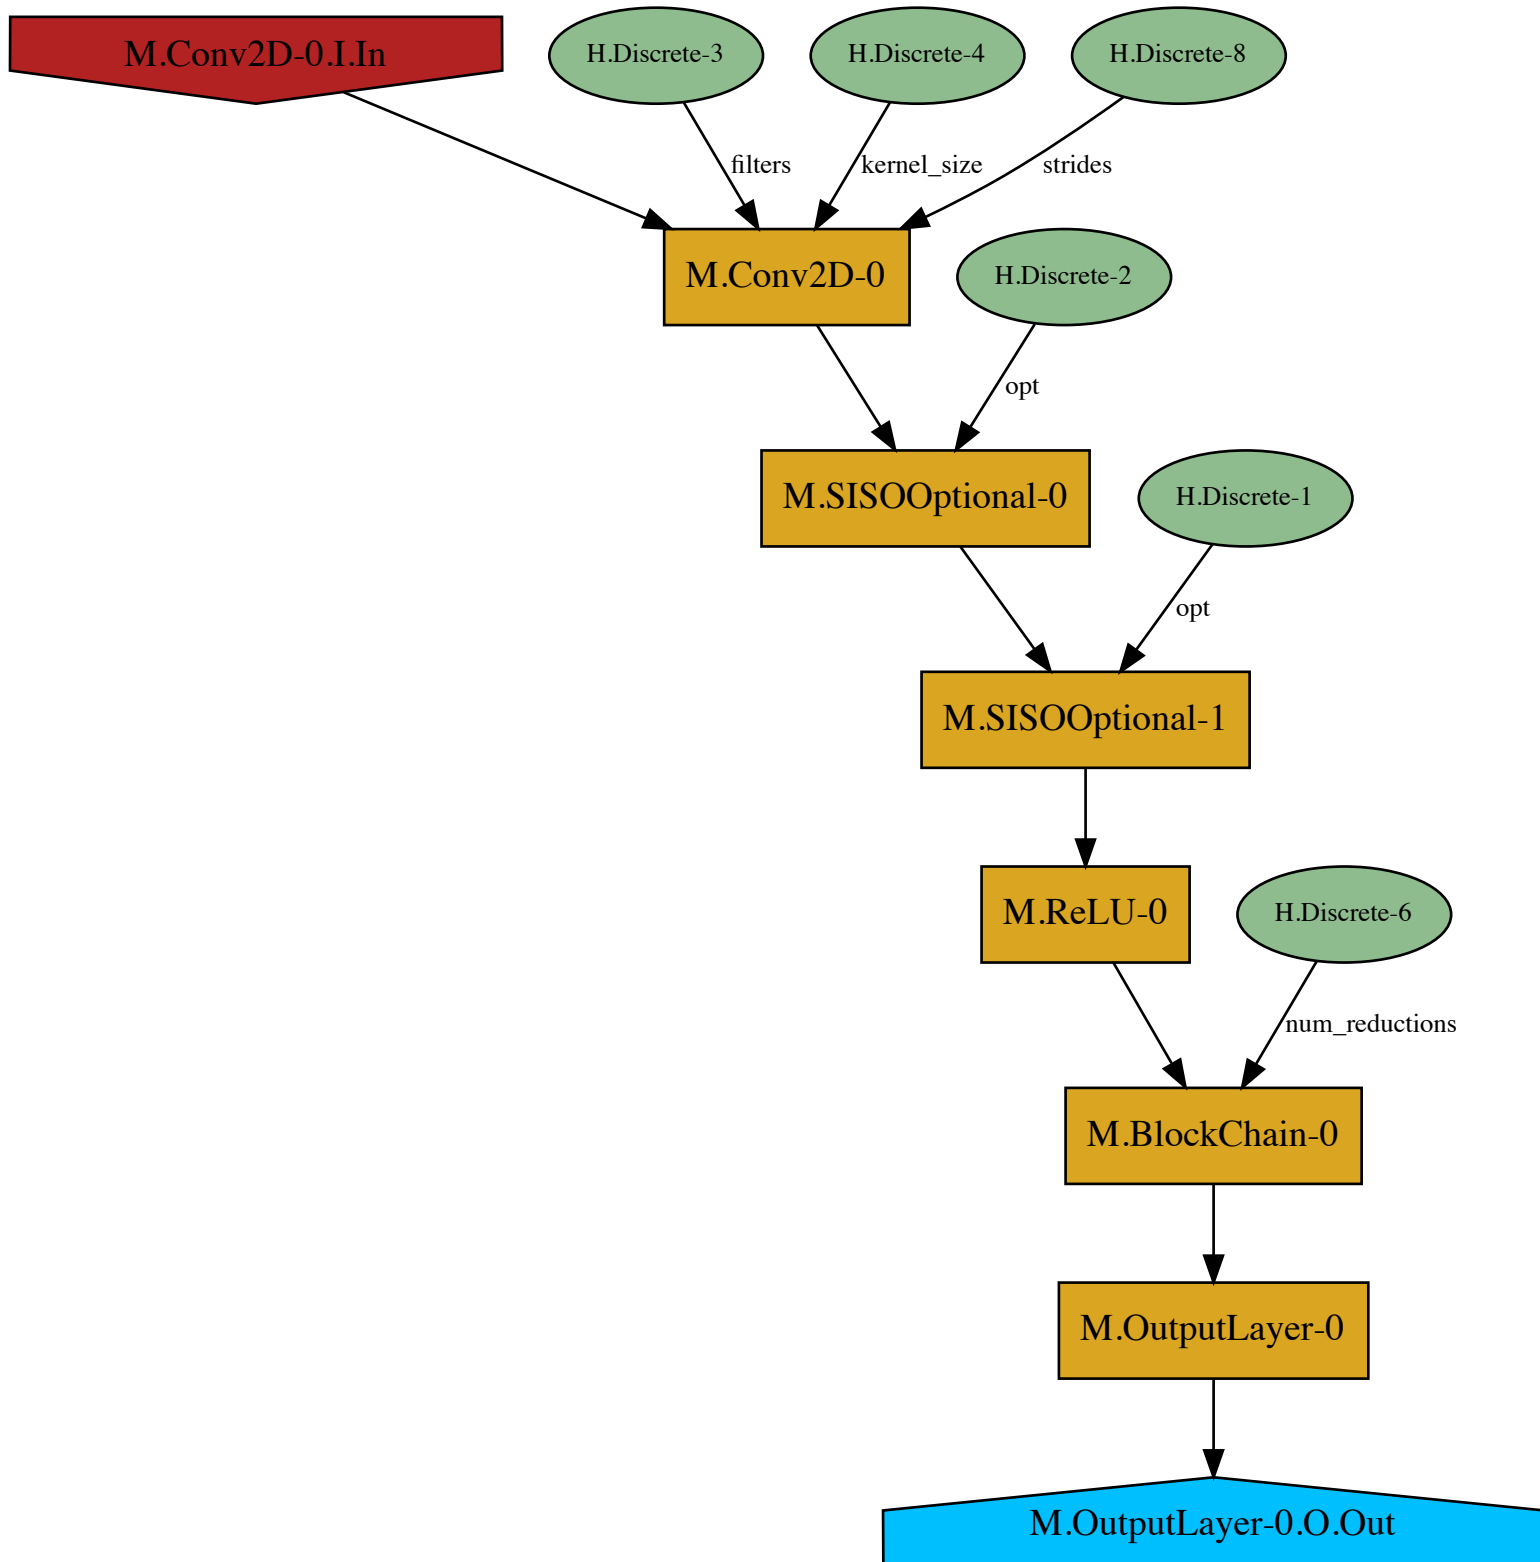 M.Conv2D-0.I.In
H.Discrete-3
H.Discrete-4
H.Discrete-8
filters
kernel_size
strides
M.Conv2D-0
H.Discrete-2
opt
M.SISOOptional-0
H.Discrete-1
opt
M.SISOOptional-1
M.ReLU-0
H.Discrete-6
num_reductions
M.BlockChain-0
M.OutputLayer-0
M.OutputLayer-0.O.Out